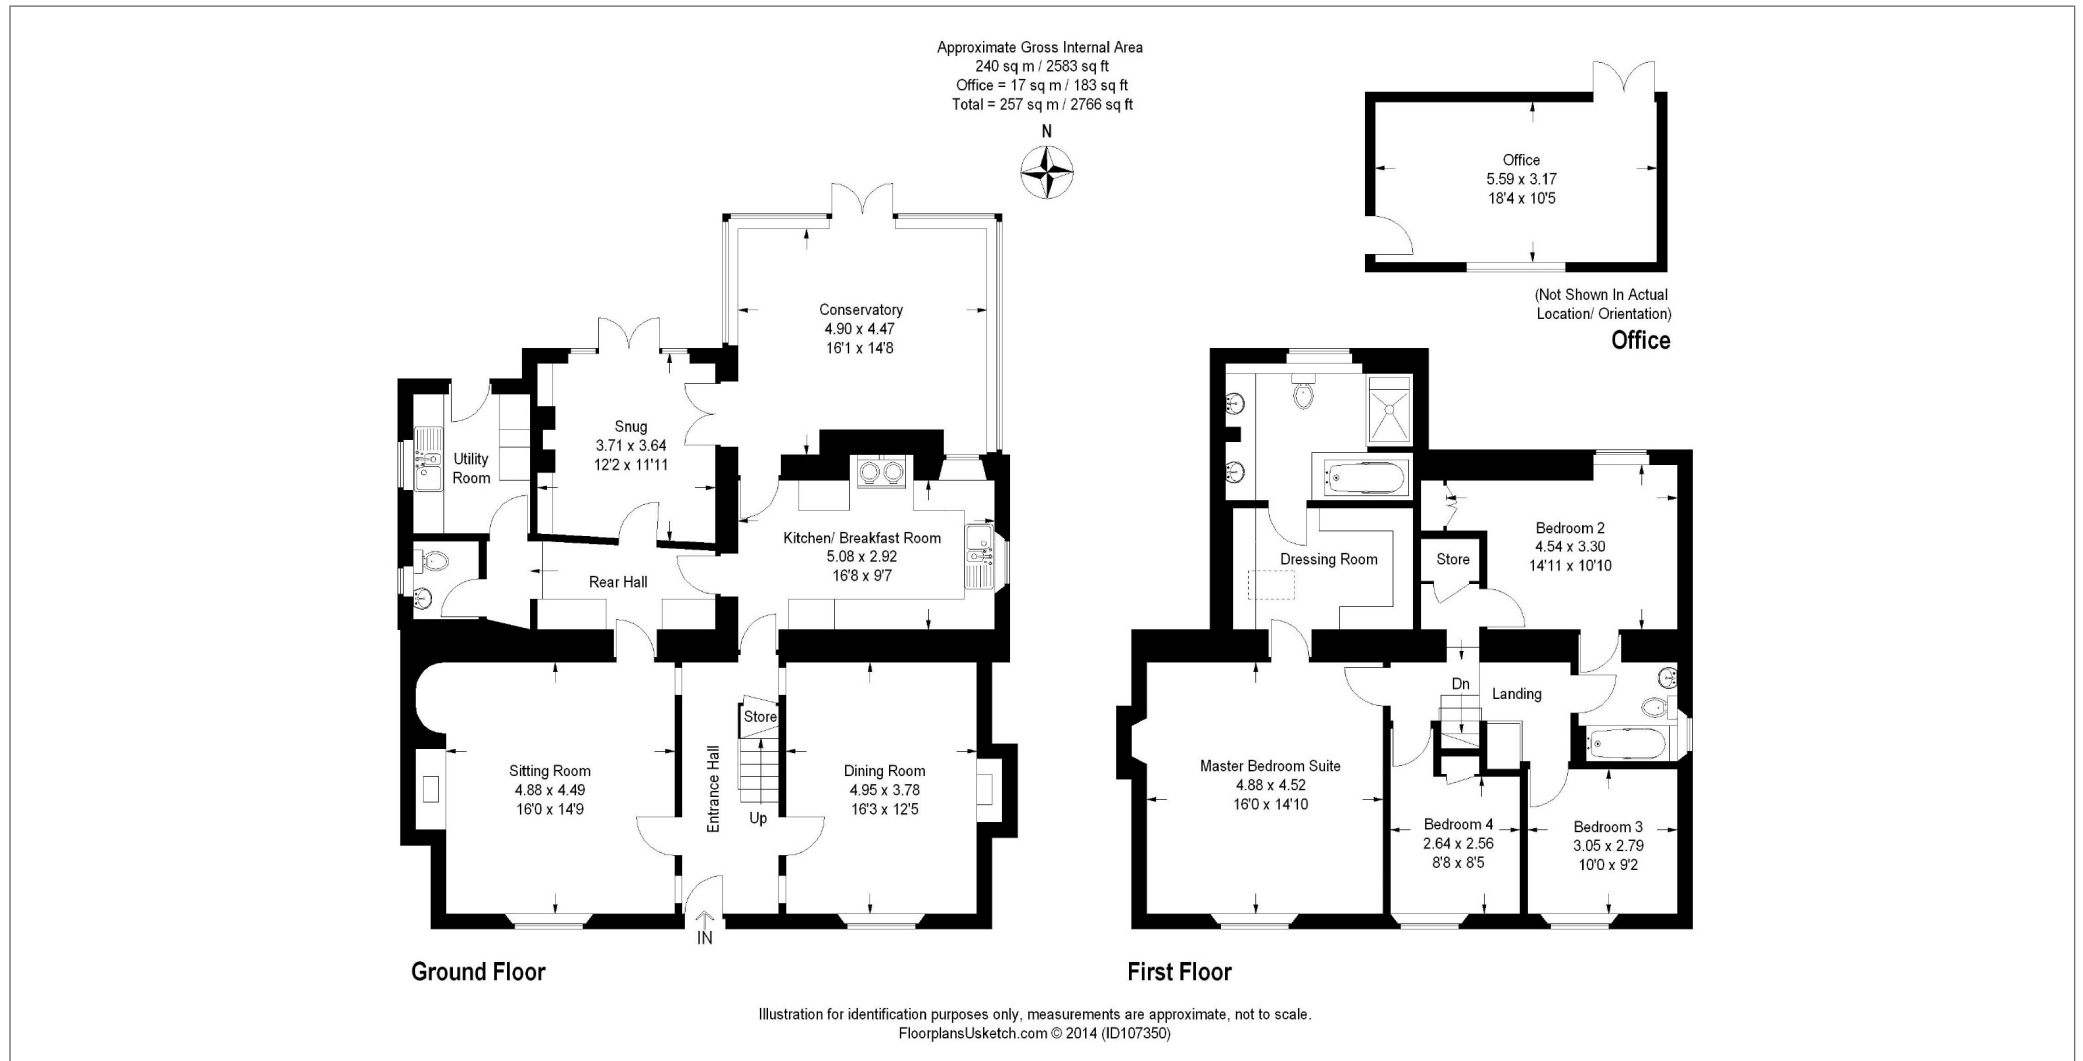 Approximate Gross Internal Area
240 sq m / 2583 sq ft
Office = 17 sq m / 183 sq ft
Total = 257 sq m / 2766 sq ft
N
Office
5.59 x 3.17
18'4 x 10'5
(Not Shown In Actual
Location/ Orientation)
Office
Conservatory
4.90 x 4.47
16'1 x 14'8
Snug
3.71 x 3.64
12'2 x 11'11
Utility
Room
Kitchen/ Breakfast Room
5.08 x 2.92
16'8 x 9'7
Rear Hall
Store
Sitting Room
4.88 x 4.49
16'0 x 14'9
Entrance Hall
Up
Dining Room
4.95 x 3.78
16'3 x 12'5
IN
Ground Floor
Bedroom 2
4.54 x 3.30
14'11 x 10'10
Dressing Room
Store
Dn
Landing
Master Bedroom Suite
4.88 x 4.52
16'0 x 14'10
Bedroom 4
2.64 x 2.56
8'8 x 8'5
Bedroom 3
3.05 x 2.79
10'0 x 9'2
First Floor
Illustration for identification purposes only, measurements are approximate, not to scale.
FloorplansUsketch.com © 2014 (ID107350)